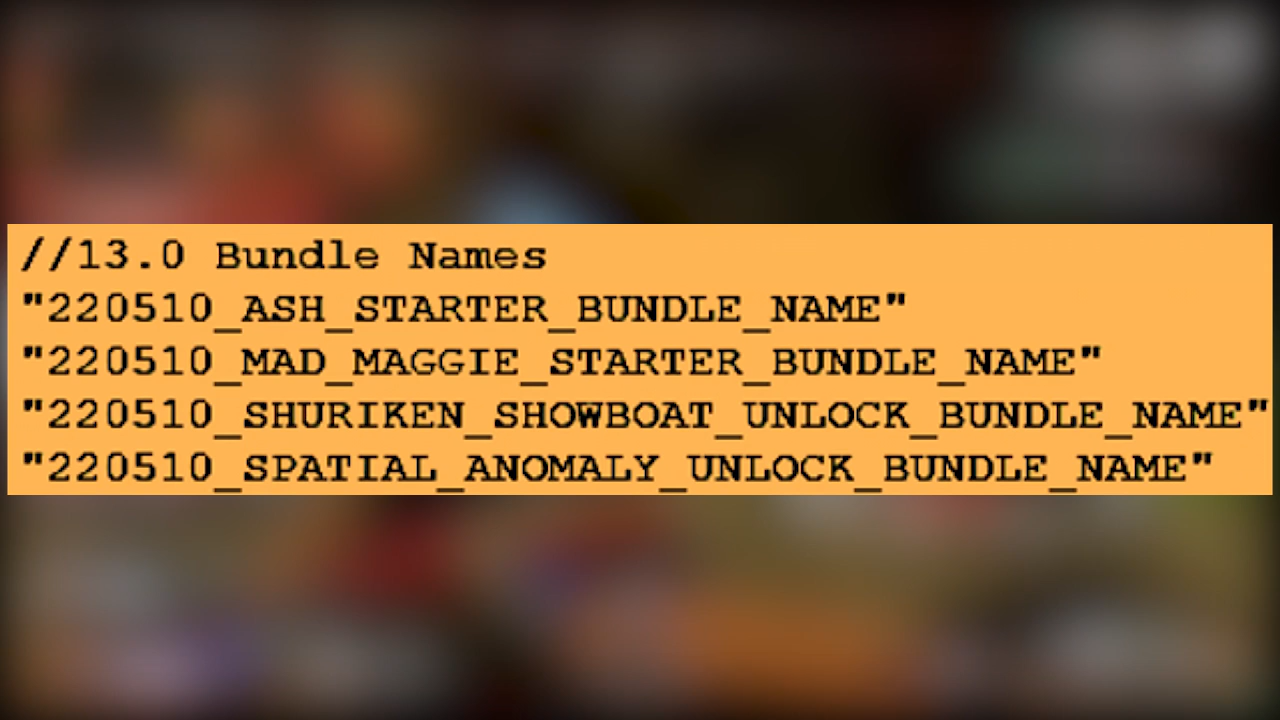 //13.0 Bundle Names
"220510_ASH_STARTER_BUNDLE_NAME"
"220510_MAD_MAGGIE_STARTER_BUNDLE_NAME"
"220510_SHURIKEN_SHOWBOAT_UNLOCK_BUNDLE_NAME"
"220510_SPATIAL_ANOMALY_UNLOCK_BUNDLE_NAME"